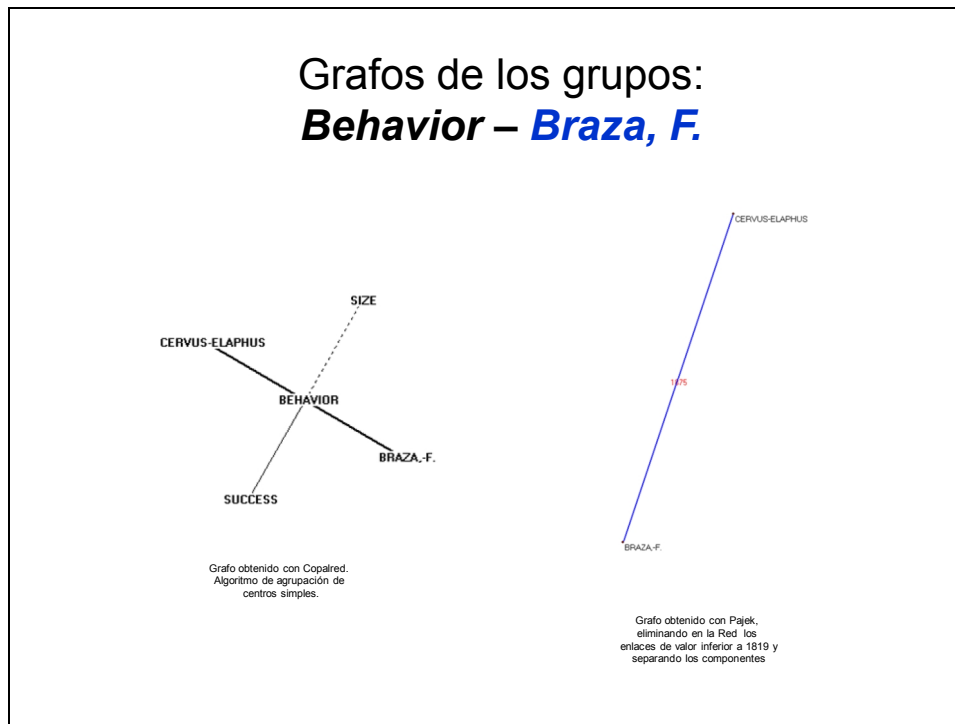 Grafos de los grupos:
Behavior – Braza, F.
CERVUS-ELAPHUS
SIZE
CERVUS-ELAPHUS
BEHAVIOR
1875
BRAZA,-F.
SUCCESS
BRAZA,-F.
Grafo obtenido con Copalred.
Algoritmo de agrupación de
centros simples.
Grafo obtenido con Pajek,
eliminando en la Red los
enlaces de valor inferior a 1819 y
separando los componentes